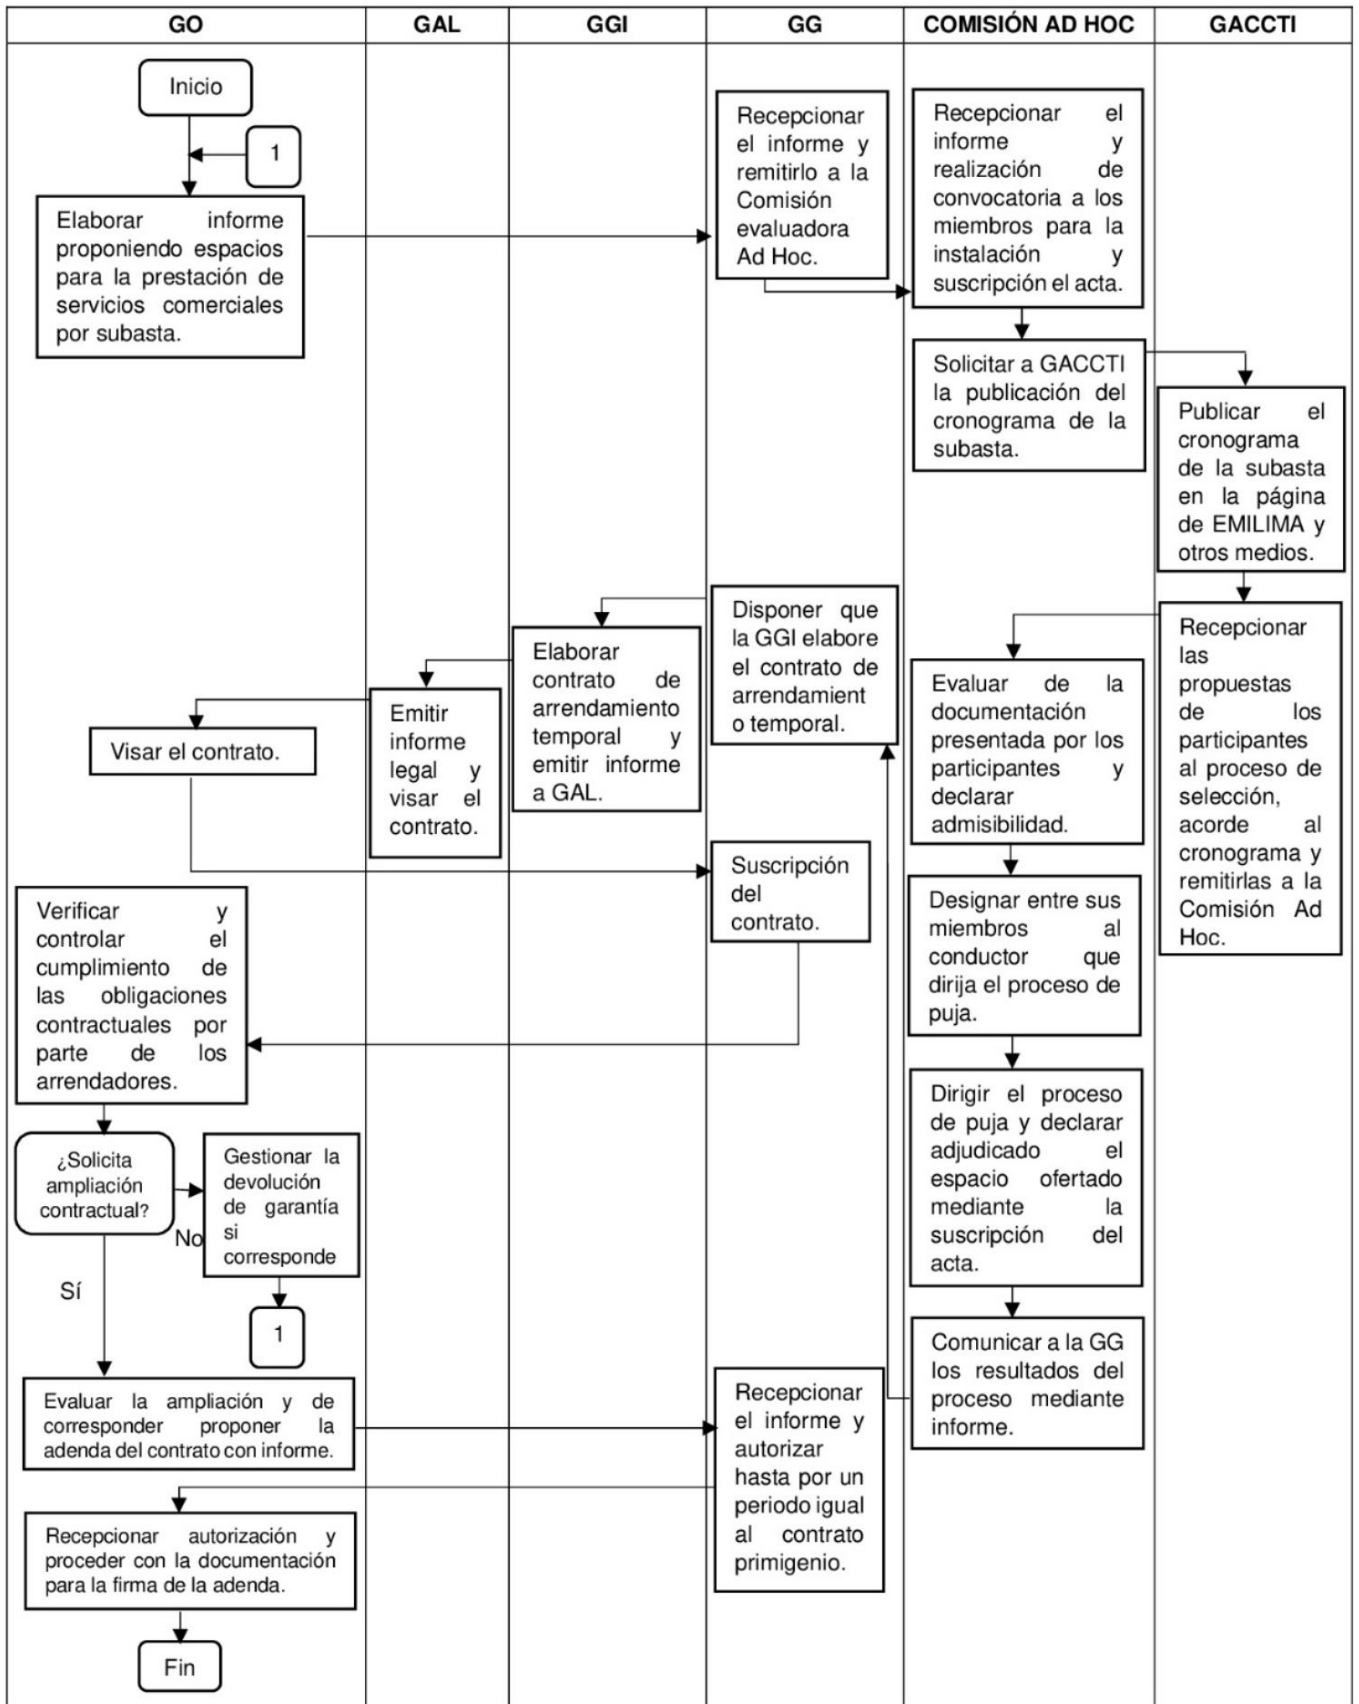 GO
GAL
GGI
GG
COMISIÓN AD HOC
GACCTI
Inicio
1
Elaborar informe
proponiendo espacios
para la prestación de
servicios comerciales
por subasta.
Recepcionar
el informe y
remitirlo a la
Comisión
evaluadora
Ad Hoc.
Recepcionar el
informe y
realización de
convocatoria a los
miembros para la
instalación y
suscripción el acta.
Solicitar a GACCTI
la publicación del
cronograma de la
subasta.
Publicar el
cronograma
de la subasta
en la página
de EMILIMA y
otros medios.
Recepcionar
las
propuestas
de los
participantes
al proceso de
selección,
acorde al
cronograma y
remitirlas a la
Comisión Ad
Hoc.
Evaluar de la
documentación
presentada por los
participantes y
declarar
admisibilidad.
Designar entre sus
miembros al
conductor que
dirija el proceso de
puja.
Dirigir el proceso
de puja y declarar
adjudicado el
espacio ofertado
mediante la
suscripción del
acta.
Comunicar a la GG
los resultados del
proceso mediante
informe.
Disponer que
la GGI elabore
el contrato de
arrendamient
o temporal.
Elaborar
contrato de
arrendamiento
temporal y
emitir informe
a GAL.
Emitir
informe
legal y
visar el
contrato.
Visar el contrato.
Suscripción
del
contrato.
Verificar y
controlar el
cumplimiento de
las obligaciones
contractuales por
parte de los
arrendadores.
¿Solicita
ampliación
contractual?
No
Gestionar la
devolución
de garantía
si
corresponde
1
Sí
Evaluar la ampliación y de
corresponder proponer la
adenda del contrato con informe.
Recepcionar
el informe y
autorizar
hasta por un
periodo igual
al contrato
primigenio.
Recepcionar autorización y
proceder con la documentación
para la firma de la adenda.
Fin